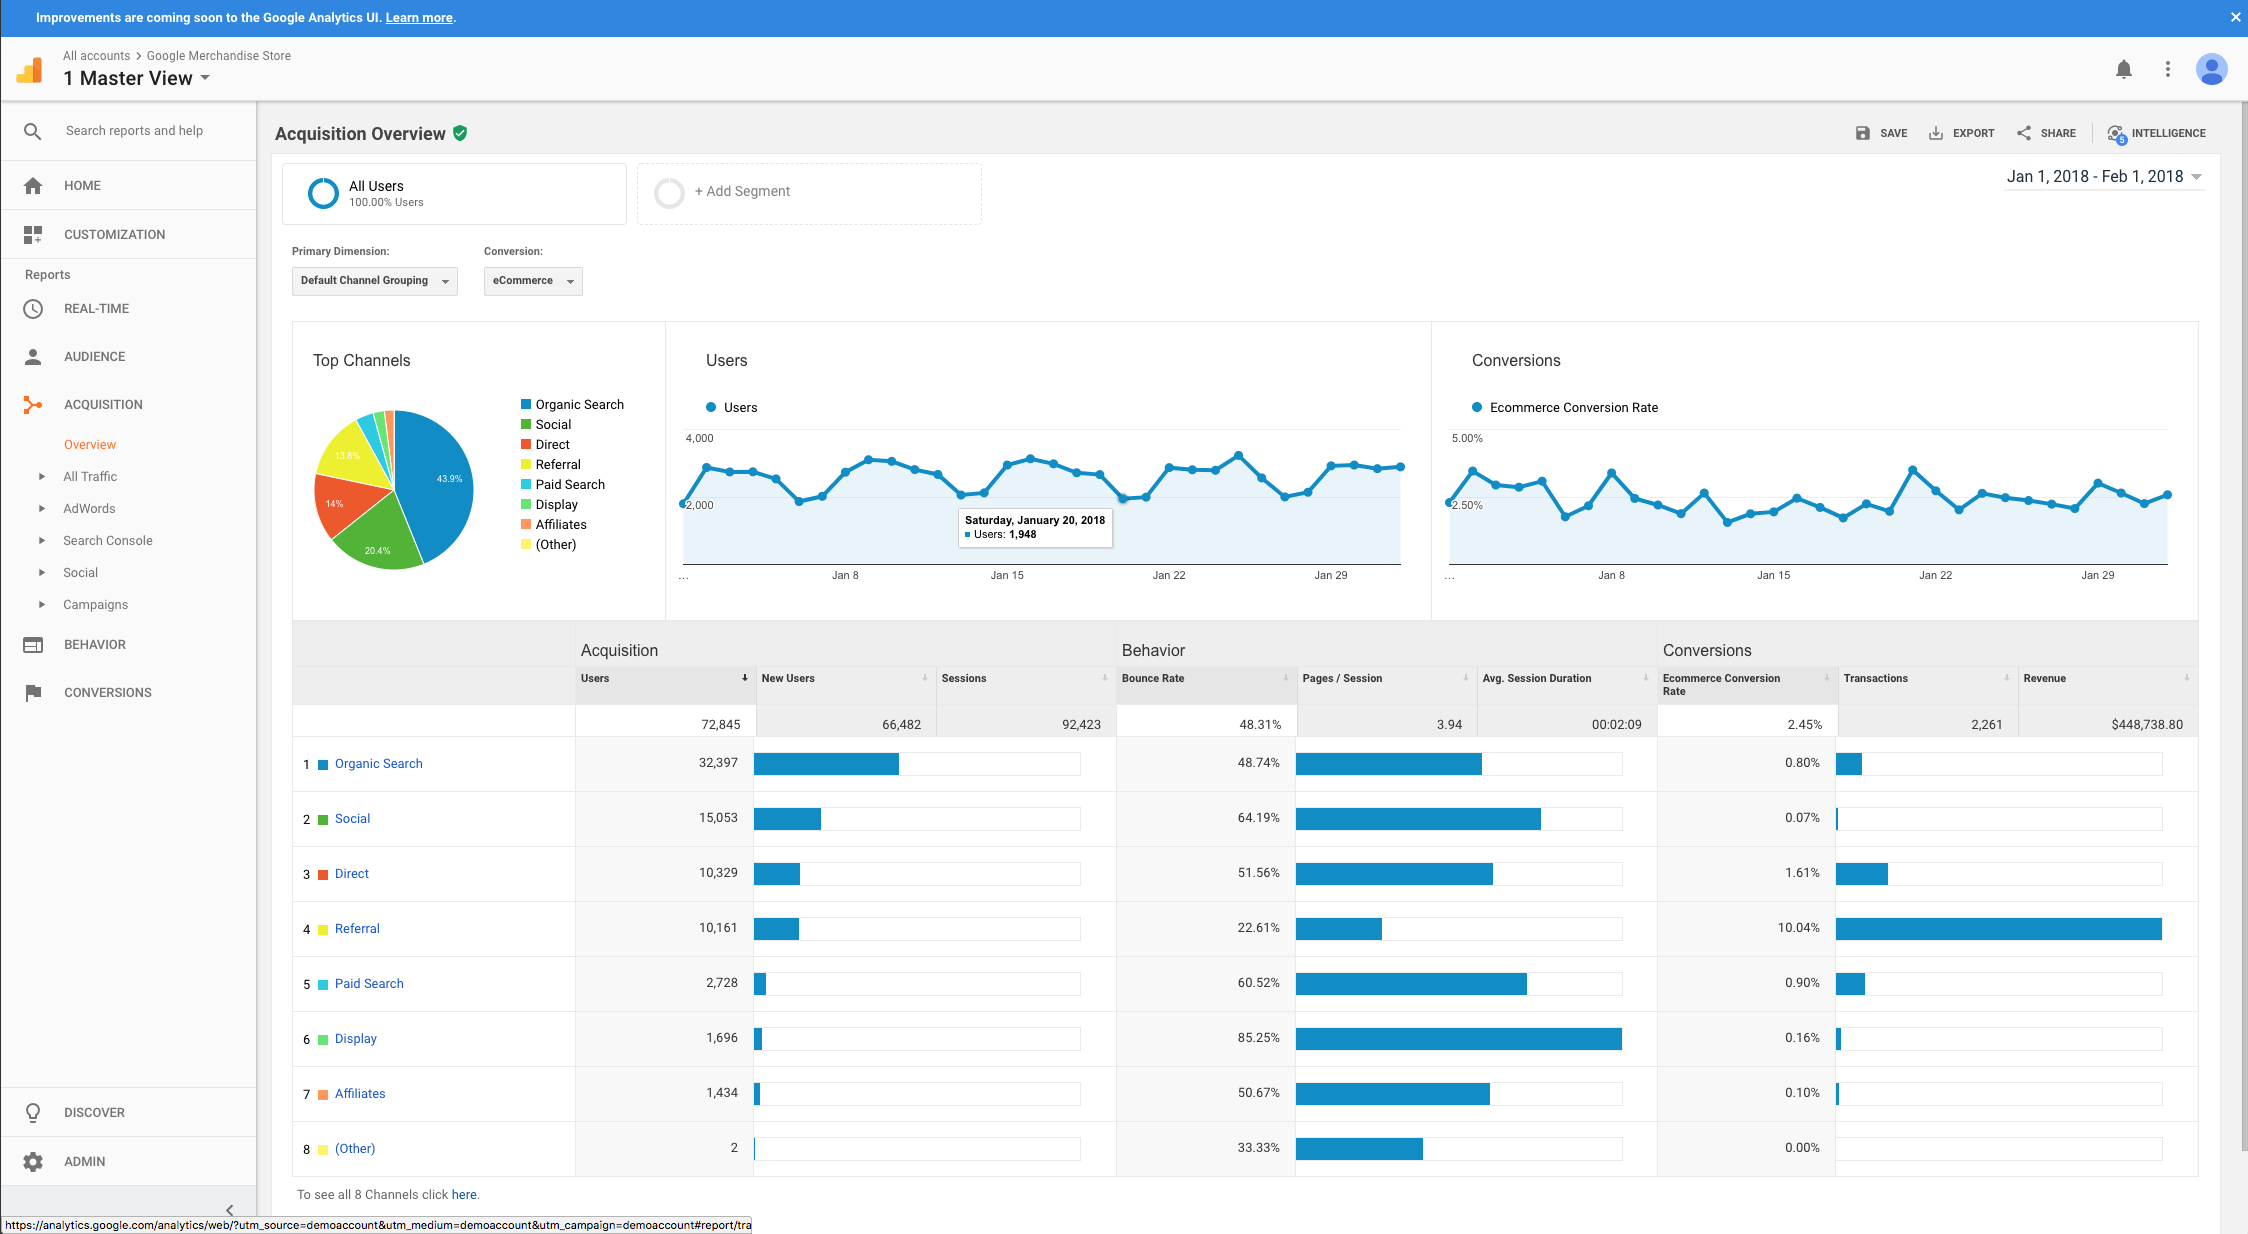 Improvements are coming soon to the Google Analytics UI. Learn more.
All accounts > Google Merchandise Store
1 Master View
Search reports and help
HOME
CUSTOMIZATION
Reports
REAL-TIME
AUDIENCE
ACQUISITION
Overview
All Traffic
AdWords
Search Console
Social
Campaigns
BEHAVIOR
CONVERSIONS
DISCOVER
ADMIN
Acquisition Overview
SAVE EXPORT SHARE 5 INTELLIGENCE
All Users
100.00% Users
+ Add Segment
Jan 1, 2018 - Feb 1, 2018
Primary Dimension: Conversion:
Default Channel Grouping eCommerce
Top Channels
43.9%
20.4%
14%
13.8%
Organic Search
Social
Direct
Referral
Paid Search
Display
Affiliates
(Other)
Users
Users
4,000
2,000
Saturday, January 20, 2018
Users: 1,948
... Jan 8 Jan 15 Jan 22 Jan 29
Conversions
Ecommerce Conversion Rate
5.00%
2.50%
... Jan 8 Jan 15 Jan 22 Jan 29
Acquisition Behavior Conversions
Users New Users Sessions Bounce Rate Pages / Session Avg. Session Duration Ecommerce Conversion Rate Transactions Revenue
72,845 66,482 92,423 48.31% 3.94 00:02:09 2.45% 2,261 $448,738.80
1 Organic Search 32,397 48.74% 0.80%
2 Social 15,053 64.19% 0.07%
3 Direct 10,329 51.56% 1.61%
4 Referral 10,161 22.61% 10.04%
5 Paid Search 2,728 60.52% 0.90%
6 Display 1,696 85.25% 0.16%
7 Affiliates 1,434 50.67% 0.10%
8 (Other) 2 33.33% 0.00%
To see all 8 Channels click here.
https://analytics.google.com/analytics/web/?utm_source=demoaccount&utm_medium=demoaccount&utm_campaign=demoaccount#report/tra